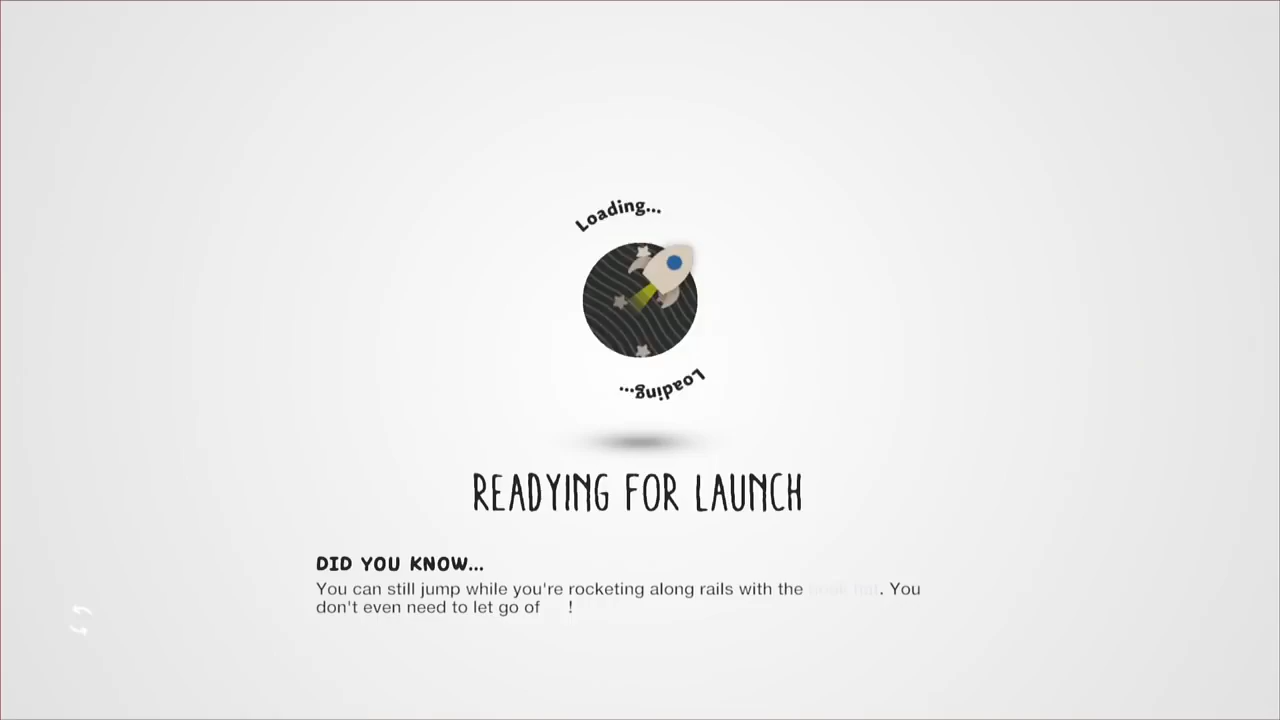 Loading...
Loading...
READYING FOR LAUNCH
DID YOU KNOW...
You can still jump while you're rocketing along rails with the . You
don't even need to let go of !